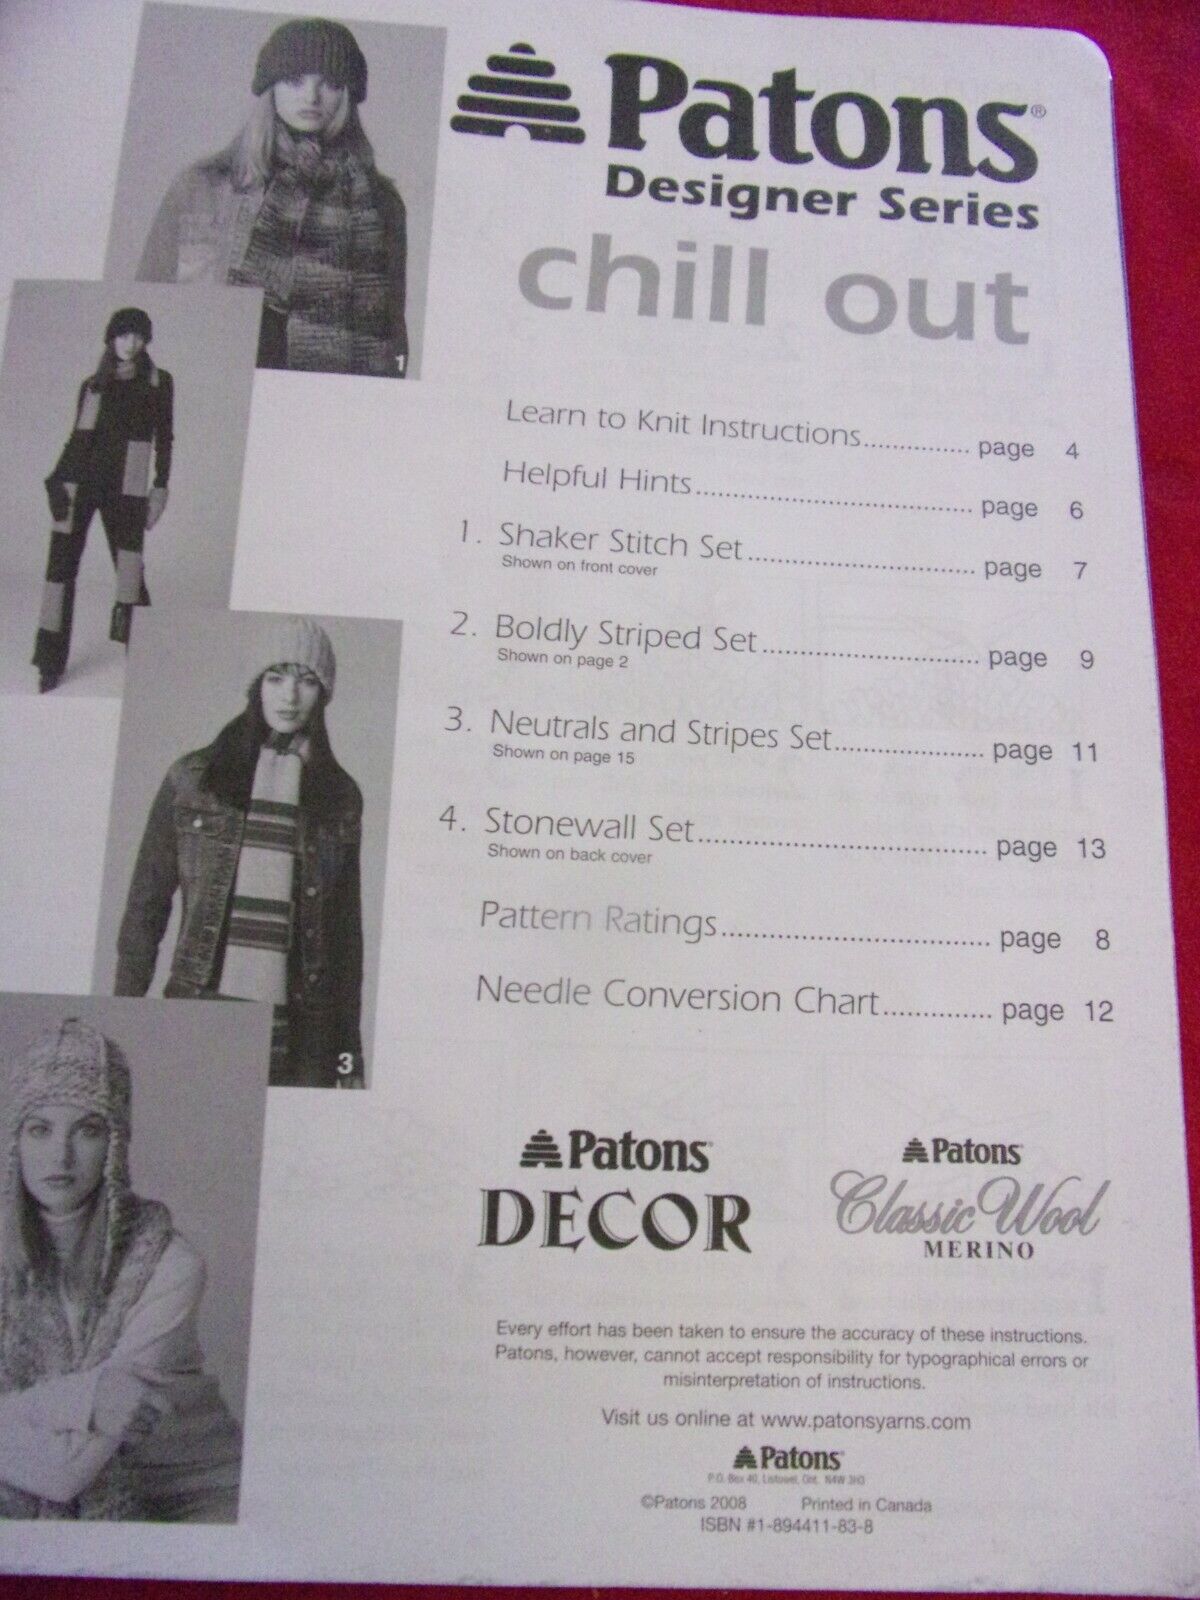 Patons®
Designer Series
chill out
1
3
Learn to Knit Instructions............... page 4
Helpful Hints..................................... page 6
1. Shaker Stitch Set............................... page 7
Shown on front cover
2. Boldly Striped Set............................. page 9
Shown on page 2
3. Neutrals and Stripes Set..................... page 11
Shown on page 15
4. Stonewall Set.................................... page 13
Shown on back cover
Pattern Ratings.................................. page 8
Needle Conversion Chart.............. page 12
Patons
DECOR
Patons
Classic Wool
MERINO
Every effort has been taken to ensure the accuracy of these instructions.
Patons, however, cannot accept responsibility for typographical errors or
misinterpretation of instructions.
Visit us online at www.patonsyarns.com
Patons
P.O. Box 40, Listowel, Ont. N4W 3H3
©Patons 2008 Printed in Canada
ISBN #1-894411-83-8